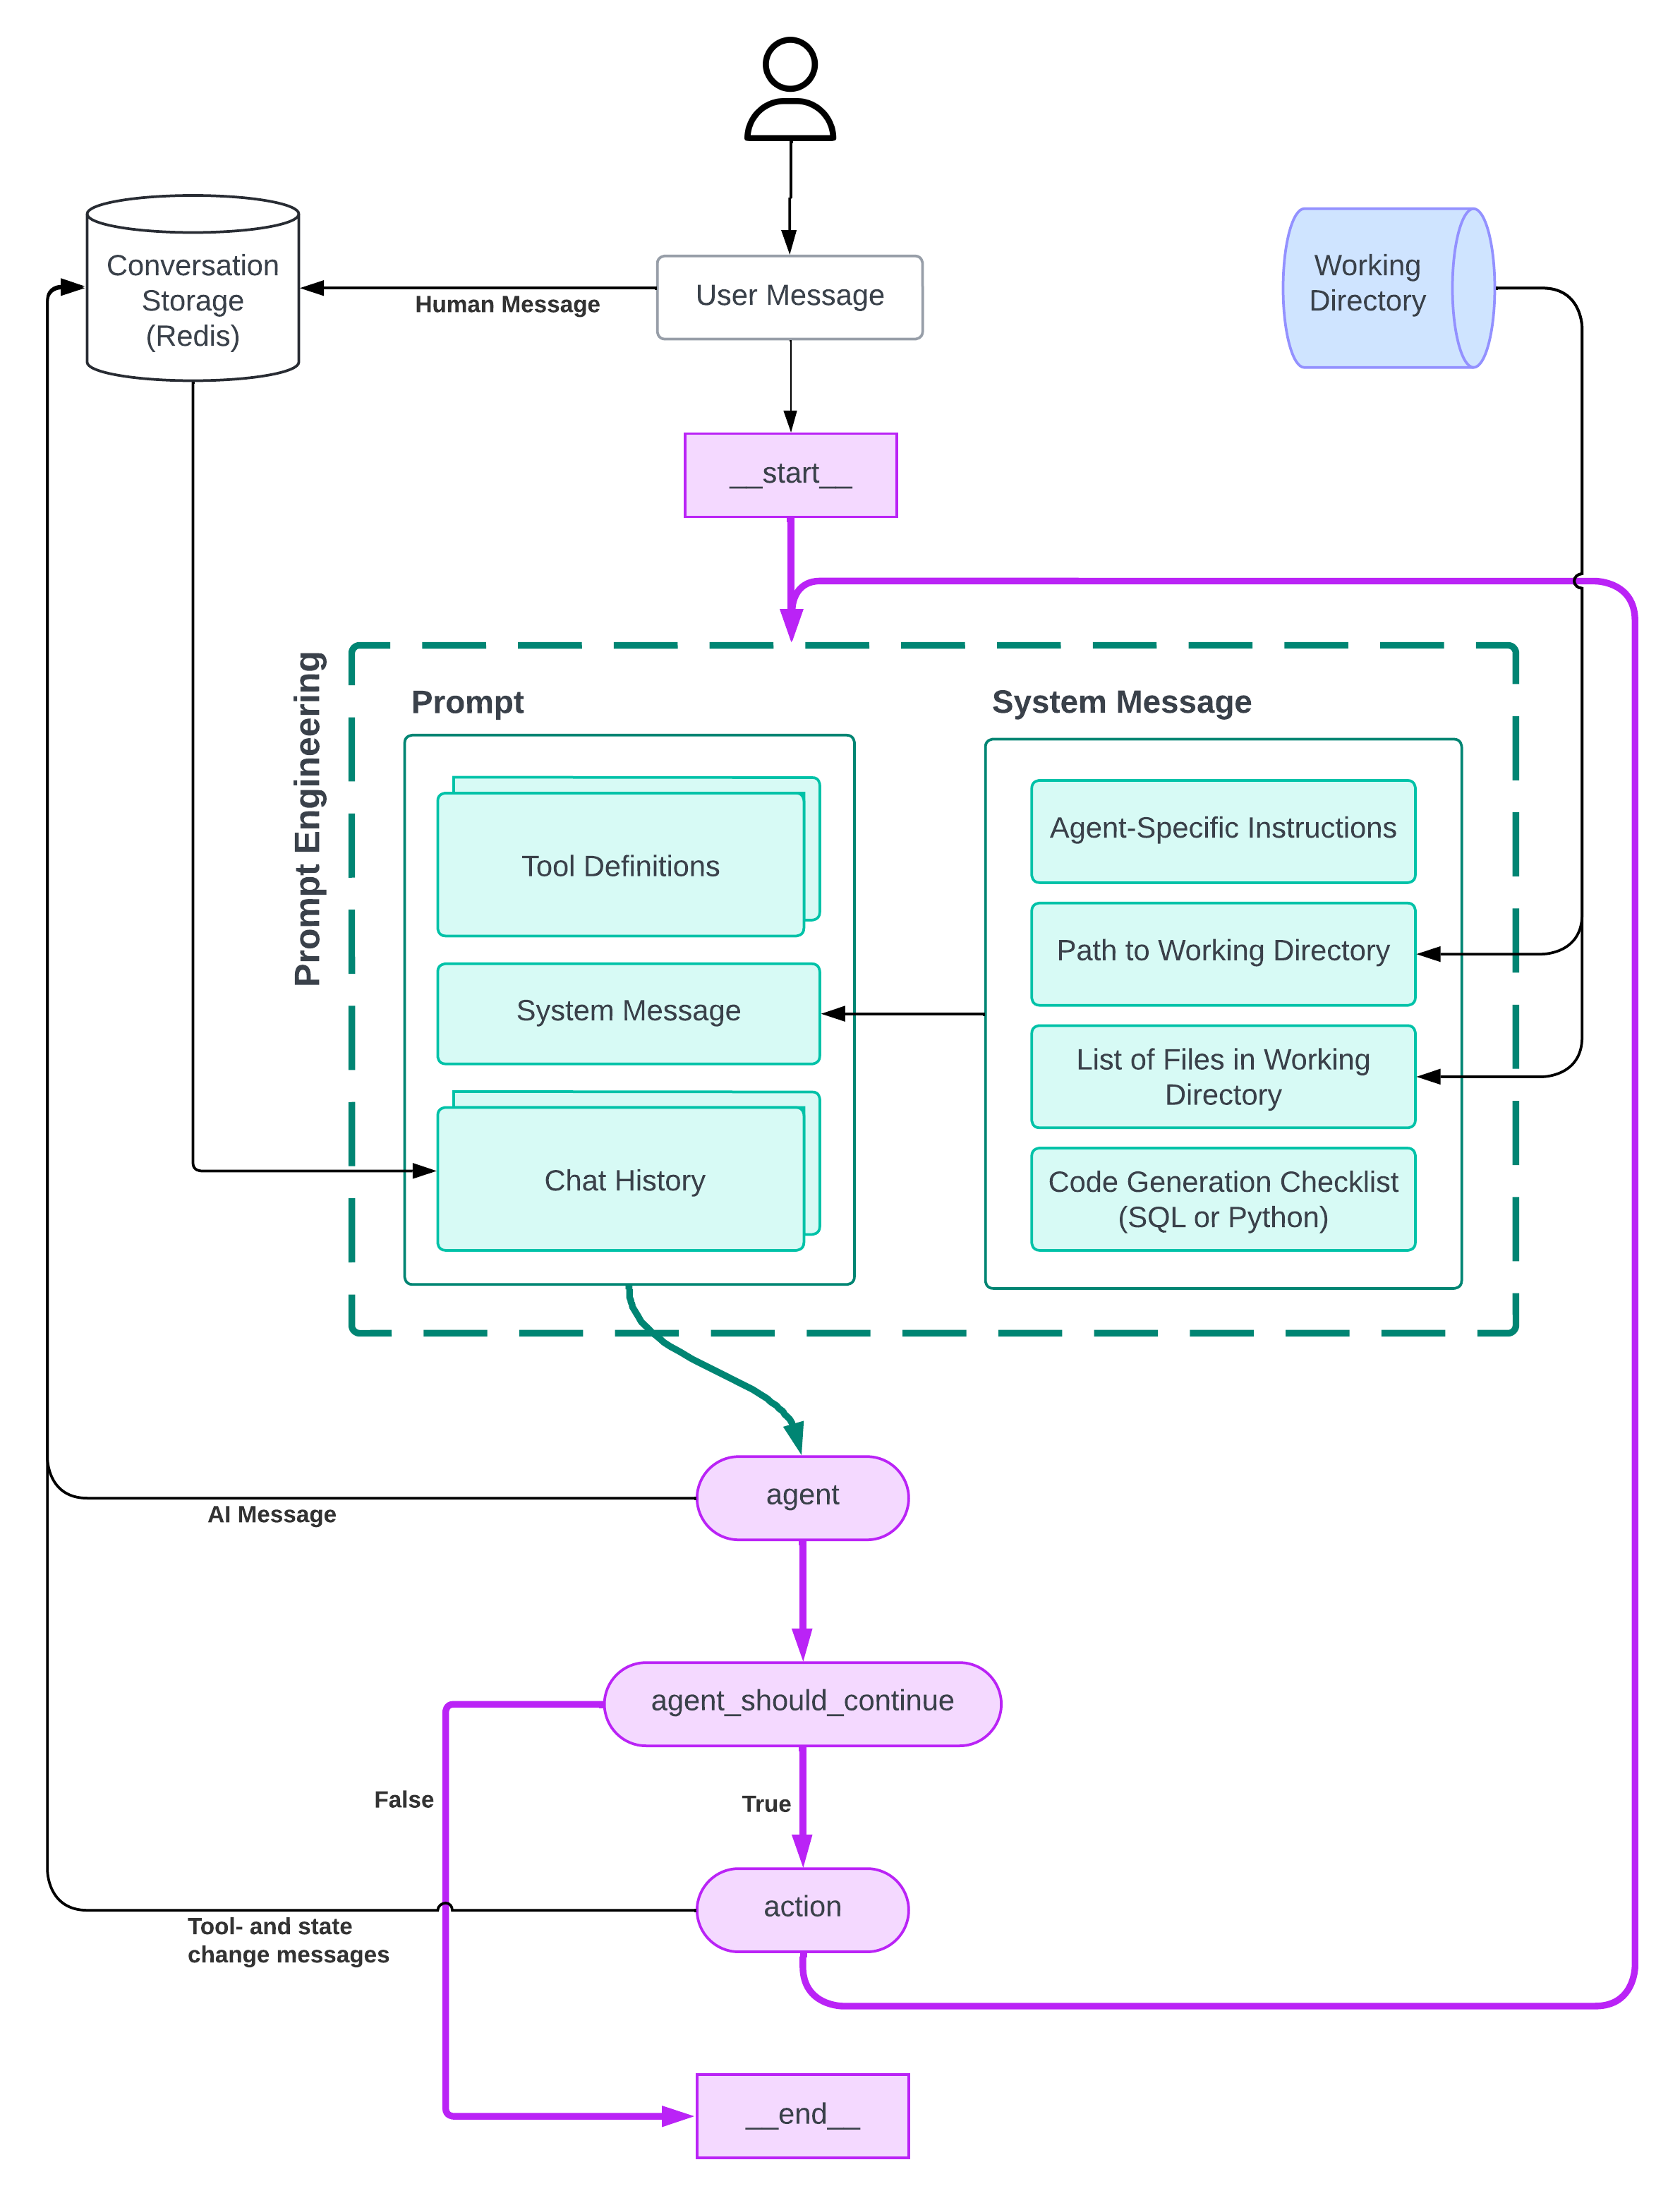 Conversation
Storage
(Redis)
Human Message
User Message
Working
Directory
__start__
Prompt Engineering
Prompt
System Message
Tool Definitions
System Message
Chat History
Agent-Specific Instructions
Path to Working Directory
List of Files in Working
Directory
Code Generation Checklist
(SQL or Python)
agent
AI Message
agent_should_continue
False
True
action
Tool- and state
change messages
__end__